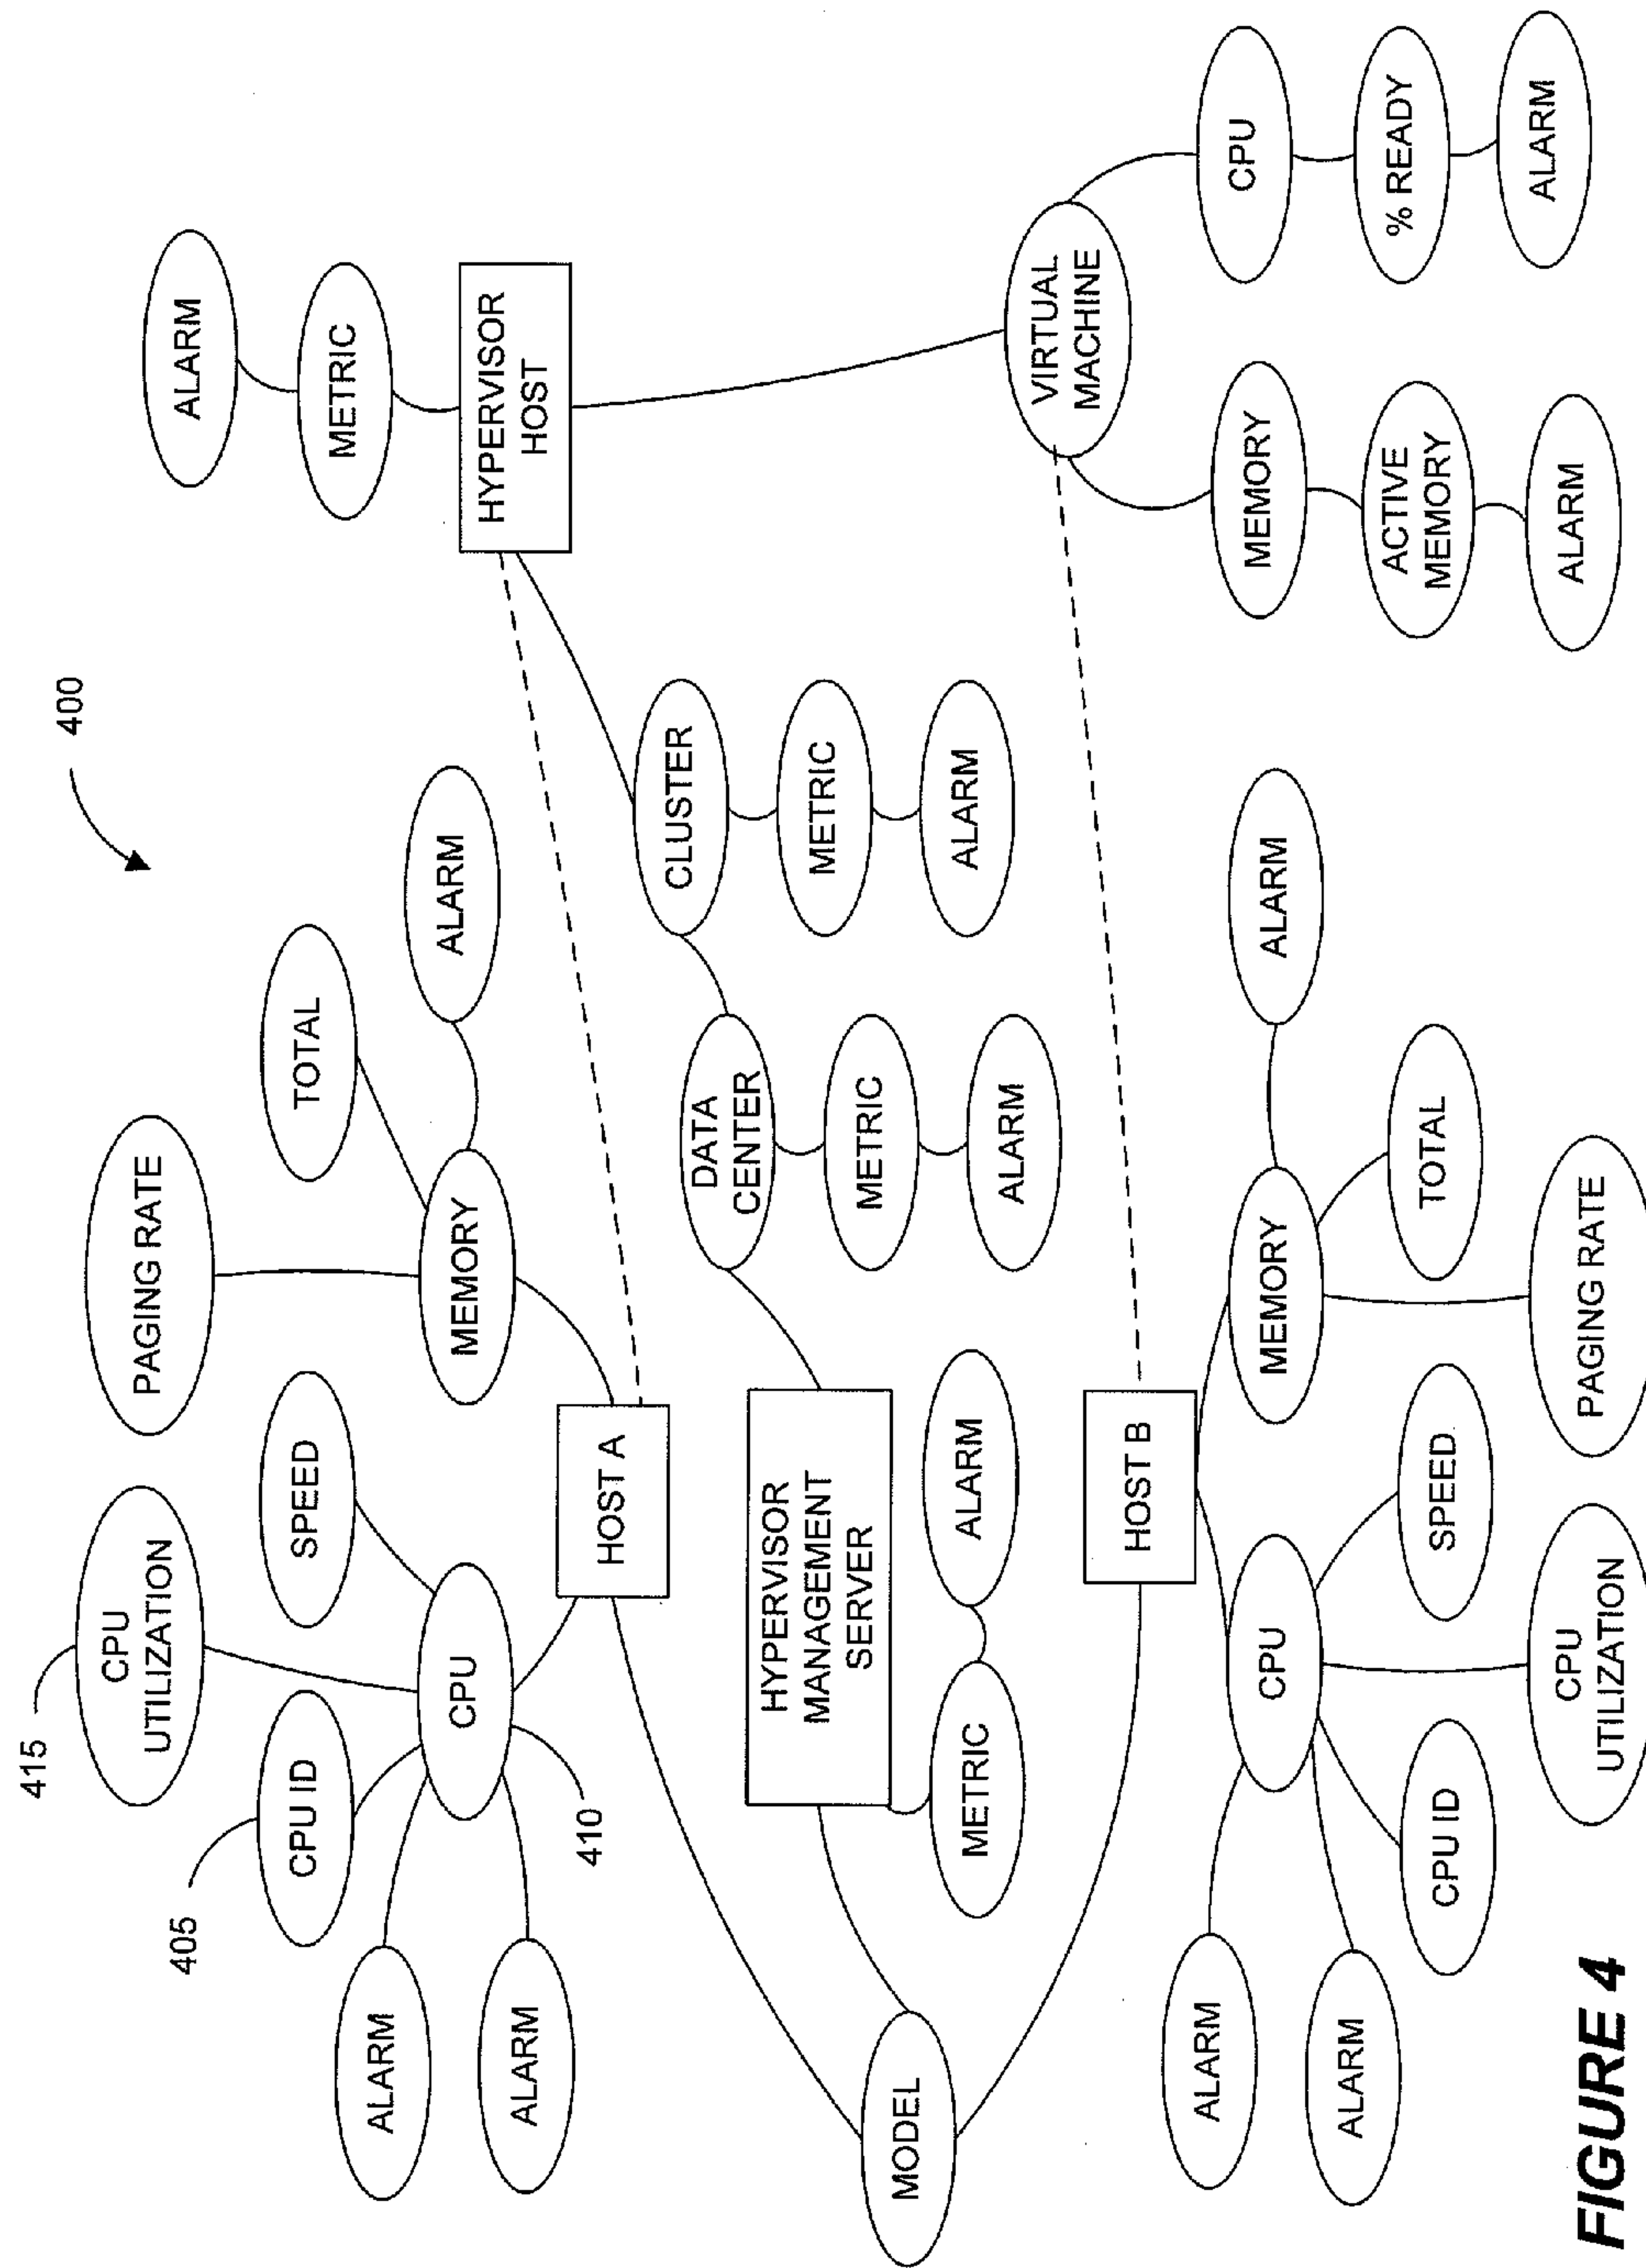 400
415
CPU
UTILIZATION
PAGING RATE
405
CPU ID
SPEED
TOTAL
ALARM
METRIC
ALARM
CPU
MEMORY
ALARM
ALARM
410
HOST A
HYPERVISOR
HOST
MODEL
HYPERVISOR
MANAGEMENT
SERVER
DATA
CENTER
CLUSTER
METRIC
METRIC
METRIC
ALARM
ALARM
ALARM
HOST B
VIRTUAL
MACHINE
ALARM
ALARM
CPU
MEMORY
ALARM
MEMORY
CPU
CPU ID
SPEED
TOTAL
ACTIVE
MEMORY
% READY
CPU
UTILIZATION
PAGING RATE
ALARM
ALARM
FIGURE 4